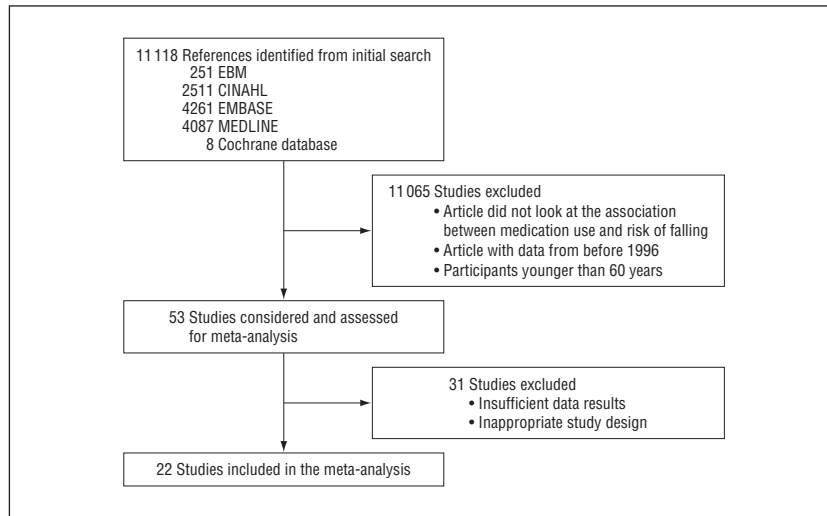 11 118 References identified from initial search
251 EBM
2511 CINAHL
4261 EMBASE
4087 MEDLINE
8 Cochrane database
11 065 Studies excluded
• Article did not look at the association
between medication use and risk of falling
• Article with data from before 1996
• Participants younger than 60 years
53 Studies considered and assessed
for meta-analysis
31 Studies excluded
• Insufficient data results
• Inappropriate study design
22 Studies included in the meta-analysis